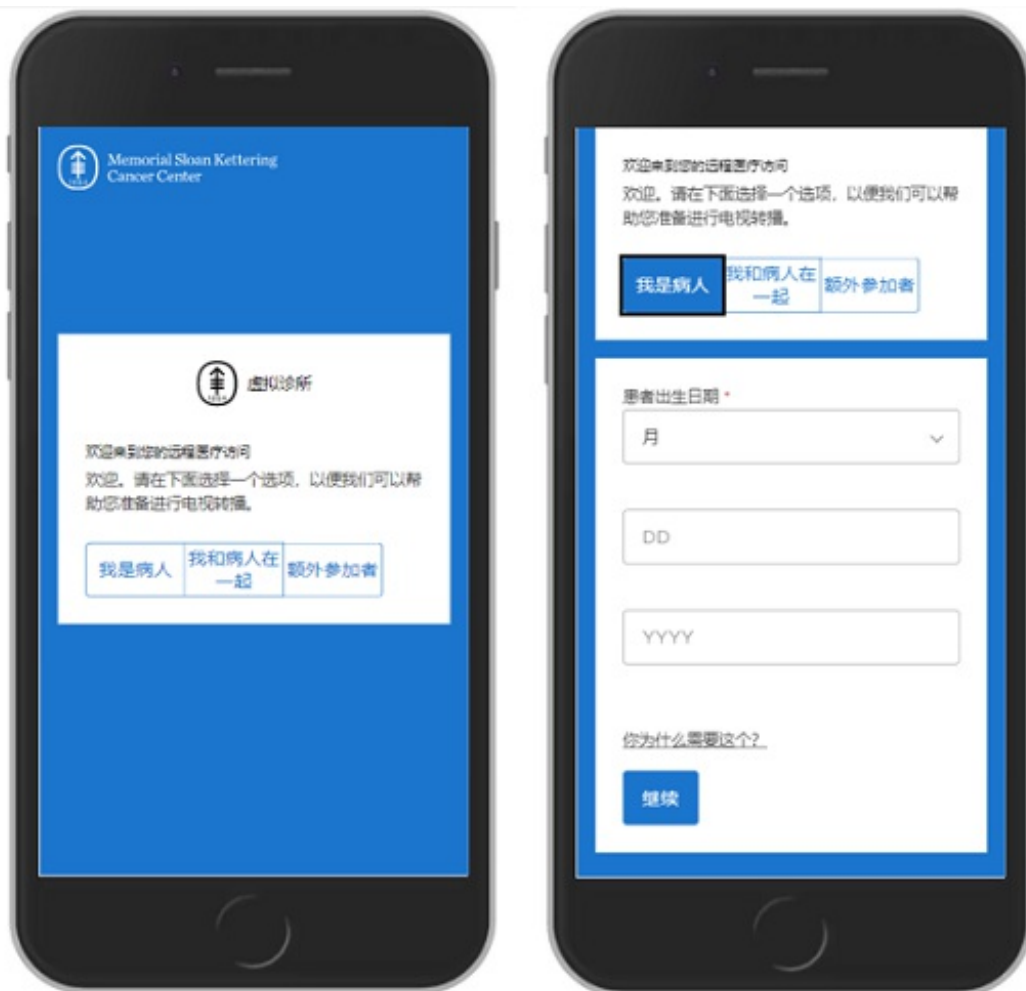 Memorial Sloan Kettering
Cancer Center
虚拟诊所
欢迎来到您的远程医疗访问
欢迎。请在下面选择一个选项，以便我们可以帮
助您准备进行电视转播。
我是病人
我和病人在
一起
额外参加者
欢迎来到您的远程医疗访问
欢迎。请在下面选择一个选项，以便我们可以帮
助您准备进行电视转播。
我是病人
我和病人在
一起
额外参加者
患者出生日期 *
月
DD
YYYY
你为什么需要这个？
继续